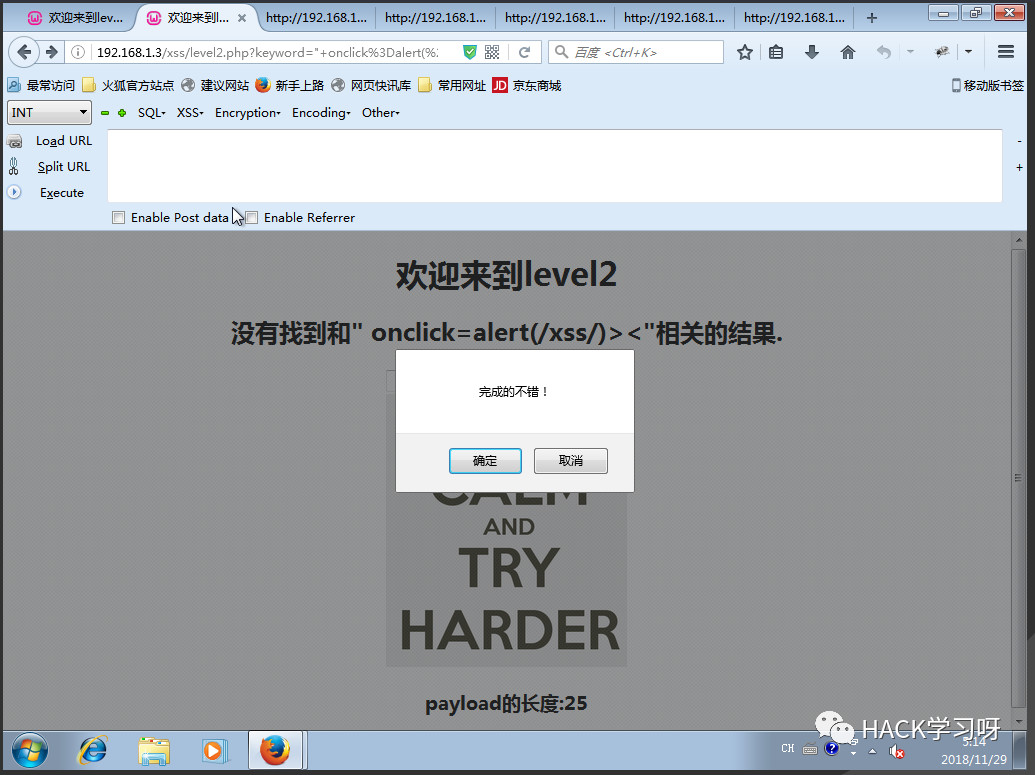 欢迎来到lev...
欢迎来到l...
http://192.168.1...
http://192.168.1...
http://192.168.1...
http://192.168.1...
http://192.168.1...
192.168.1.3/xss/level2.php?keyword="+onclick%3Dalert(%2
百度 <Ctrl+K>
最常访问 火狐官方站点 建议网站 新手上路 网页快讯库 常用网址 JD 京东商城 移动版书签
INT SQL XSS Encryption Encoding Other
Load URL
Split URL
Execute
Enable Post data Enable Referrer
欢迎来到level2
没有找到和" onclick=alert(/xss/)><"相关的结果.
完成的不错！
确定 取消
CALM
AND
TRY
HARDER
payload的长度:25
HACK学习呀
CH
5:14
2018/11/29